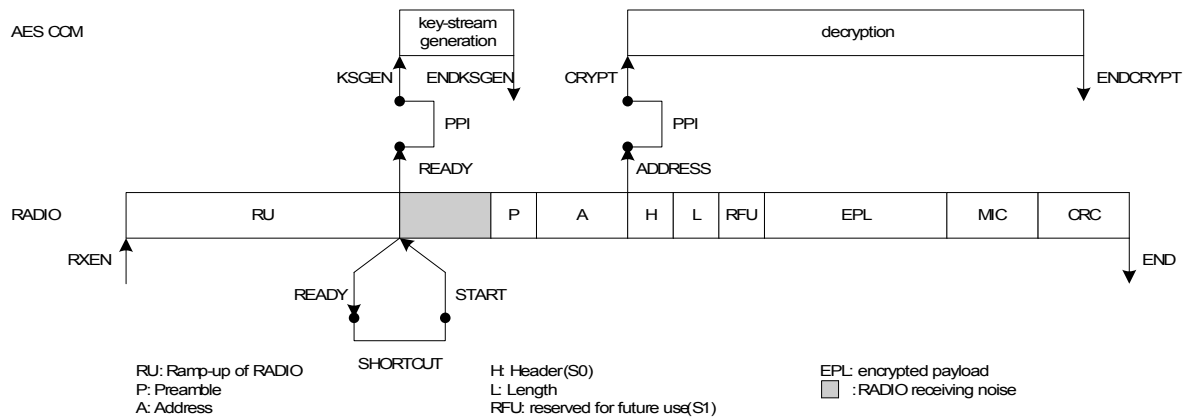 AES CCM
key-stream
generation
decryption
KSGEN
ENDKSGEN
CRYPT
ENDCRYPT
PPI
PPI
READY
ADDRESS
RADIO
RU
P
A
H
L
RFU
EPL
MIC
CRC
RXEN
END
READY
START
SHORTCUT
RU: Ramp-up of RADIO
P: Preamble
A: Address
H: Header(S0)
L: Length
RFU: reserved for future use(S1)
EPL: encrypted payload
: RADIO receiving noise